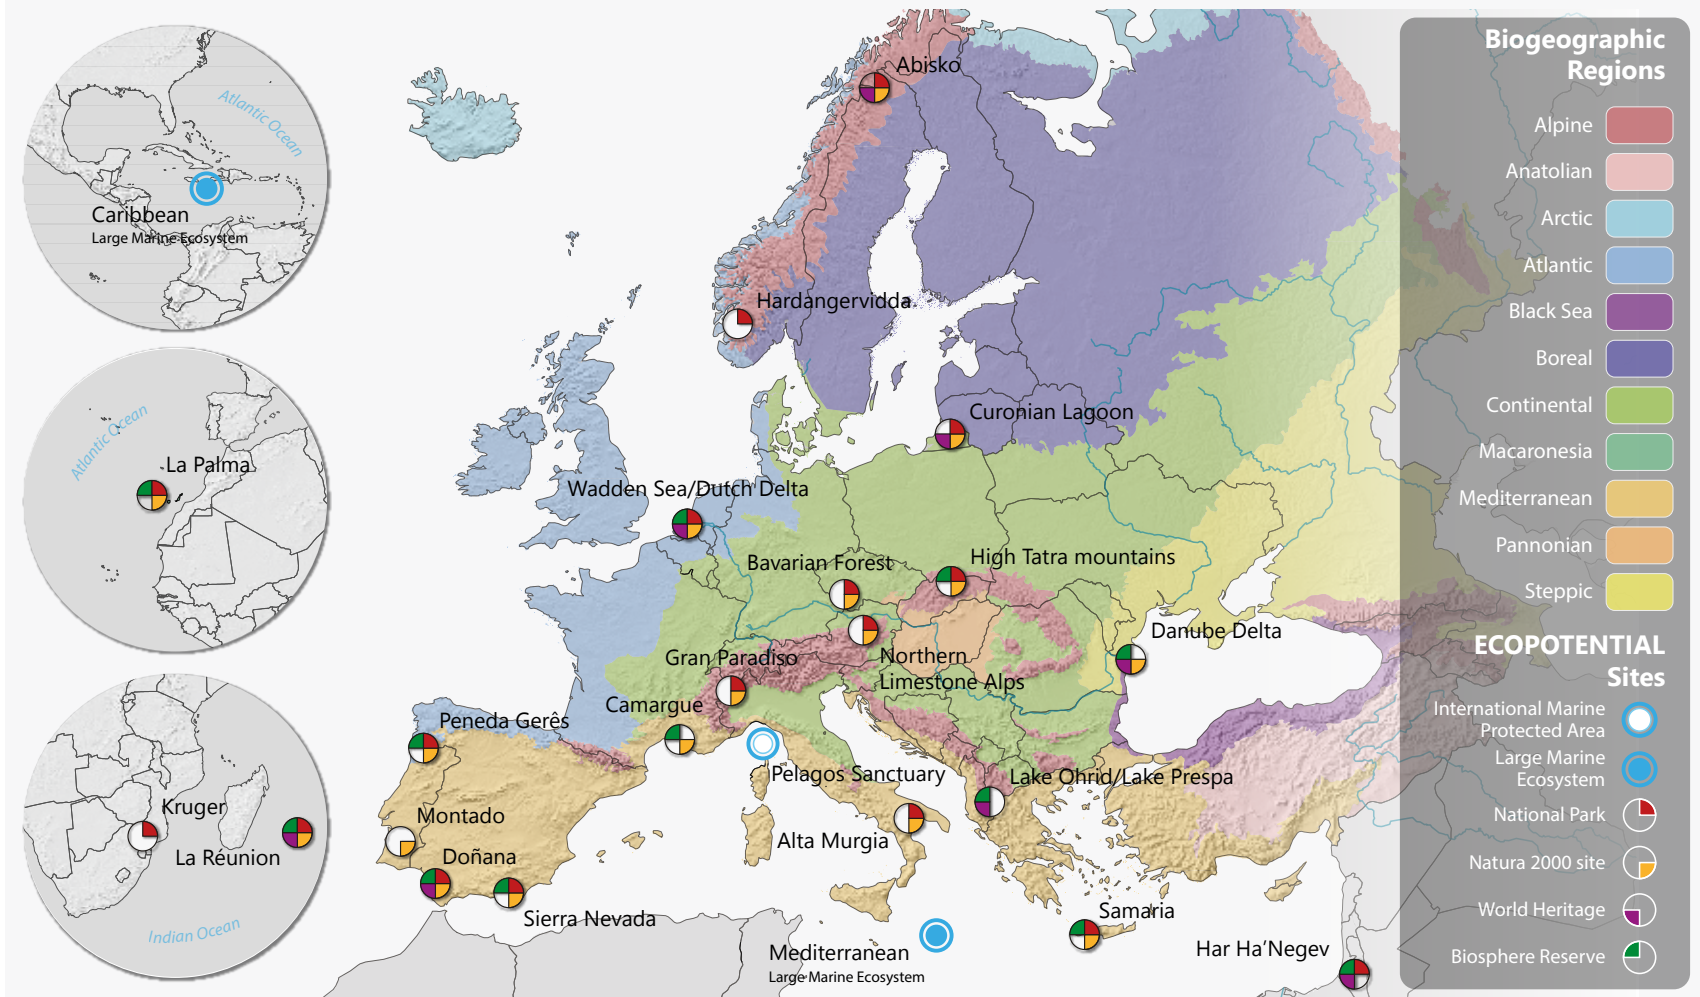 Atlantic Ocean
Caribbean
Large Marine Ecosystem
Atlantic Ocean
La Palma
Kruger
La Réunion
Indian Ocean
Abisko
Hardangervidda
Curonian Lagoon
Wadden Sea/Dutch Delta
Bavarian Forest
High Tatra mountains
Danube Delta
Gran Paradiso
Northern
Limestone Alps
Camargue
Peneda Gerês
Pelagos Sanctuary
Lake Ohrid/Lake Prespa
Montado
Alta Murgia
Doñana
Sierra Nevada
Samaria
Mediterranean
Large Marine Ecosystem
Har Ha'Negev
Biogeographic
Regions
Alpine
Anatolian
Arctic
Atlantic
Black Sea
Boreal
Continental
Macaronesia
Mediterranean
Pannonian
Steppic
ECOPOTENTIAL
Sites
International Marine
Protected Area
Large Marine
Ecosystem
National Park
Natura 2000 site
World Heritage
Biosphere Reserve